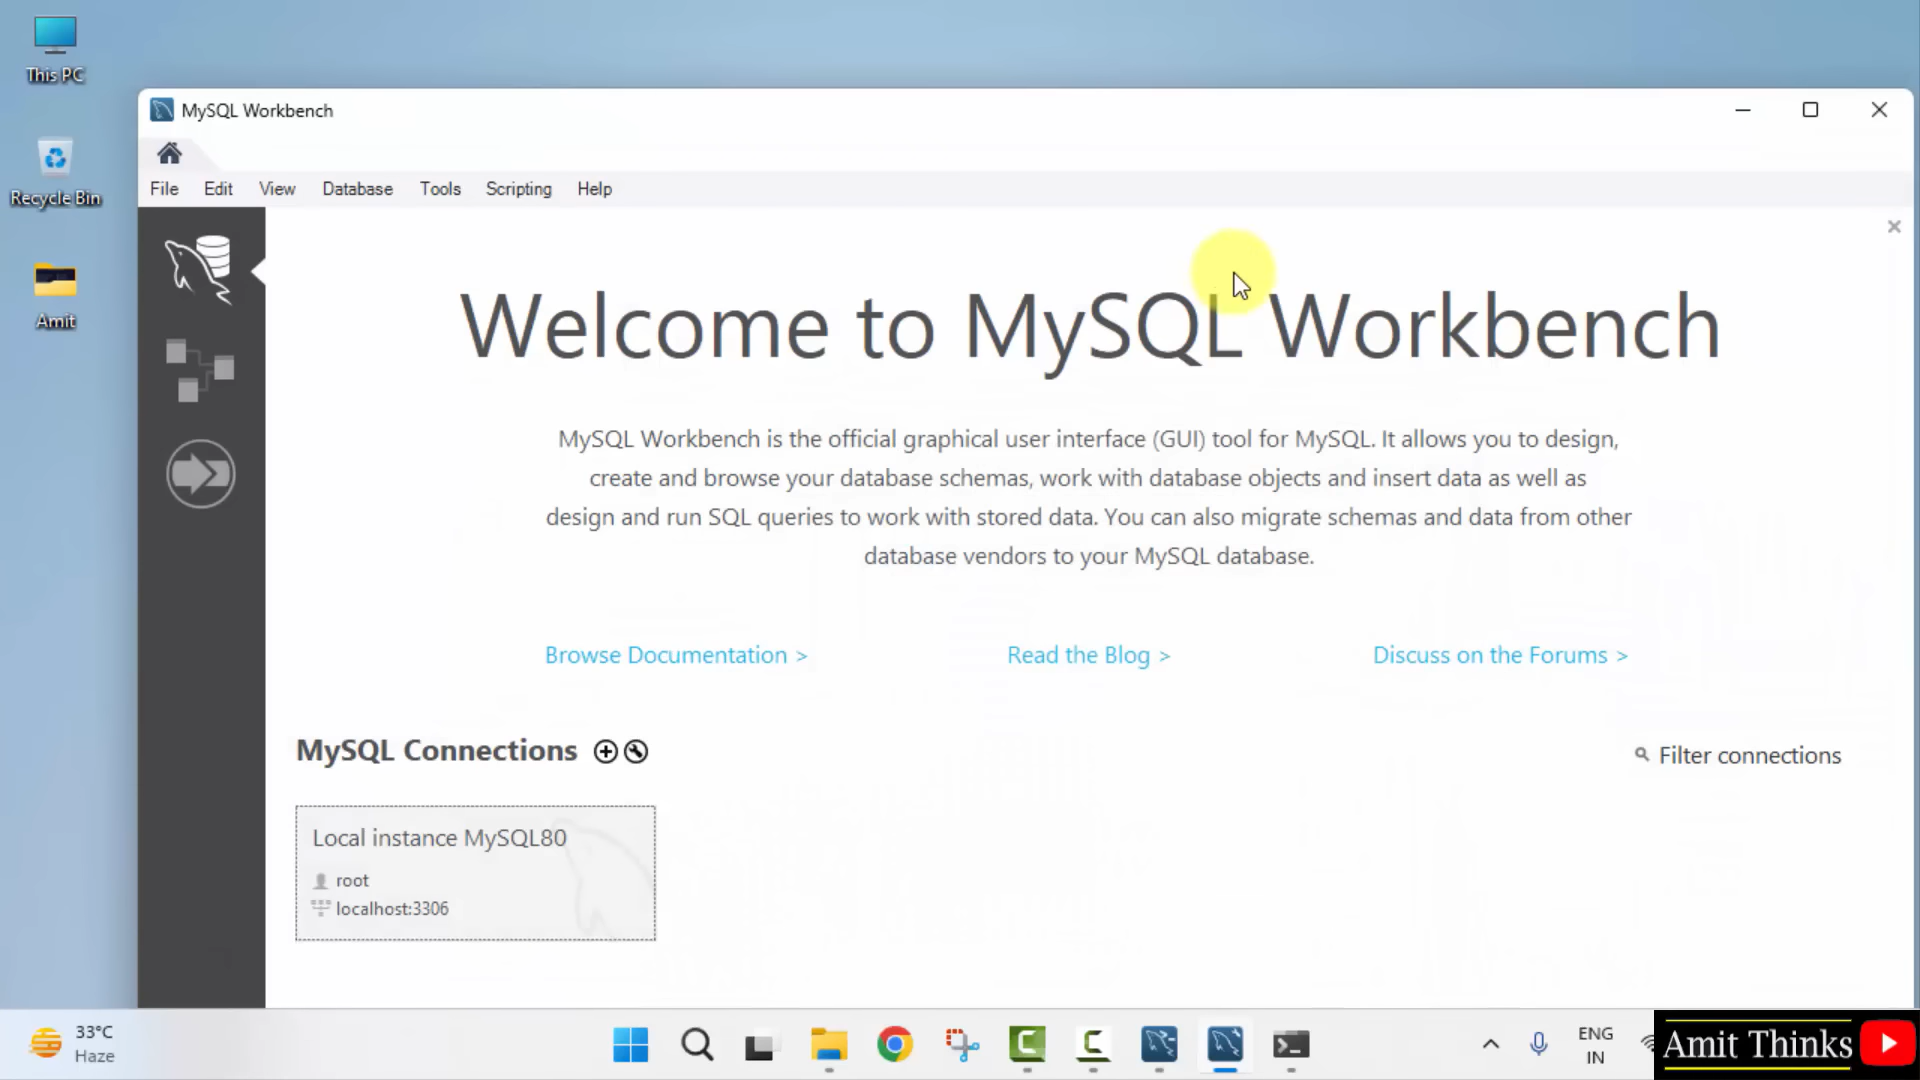 This PC
Recycle Bin
Amit
MySQL Workbench
File Edit View Database Tools Scripting Help
Welcome to MySQL Workbench
MySQL Workbench is the official graphical user interface (GUI) tool for MySQL. It allows you to design,
create and browse your database schemas, work with database objects and insert data as well as
design and run SQL queries to work with stored data. You can also migrate schemas and data from other
database vendors to your MySQL database.
Browse Documentation > Read the Blog > Discuss on the Forums >
MySQL Connections
Filter connections
Local instance MySQL80
root
localhost:3306
33°C
Haze
ENG
IN
Amit Thinks